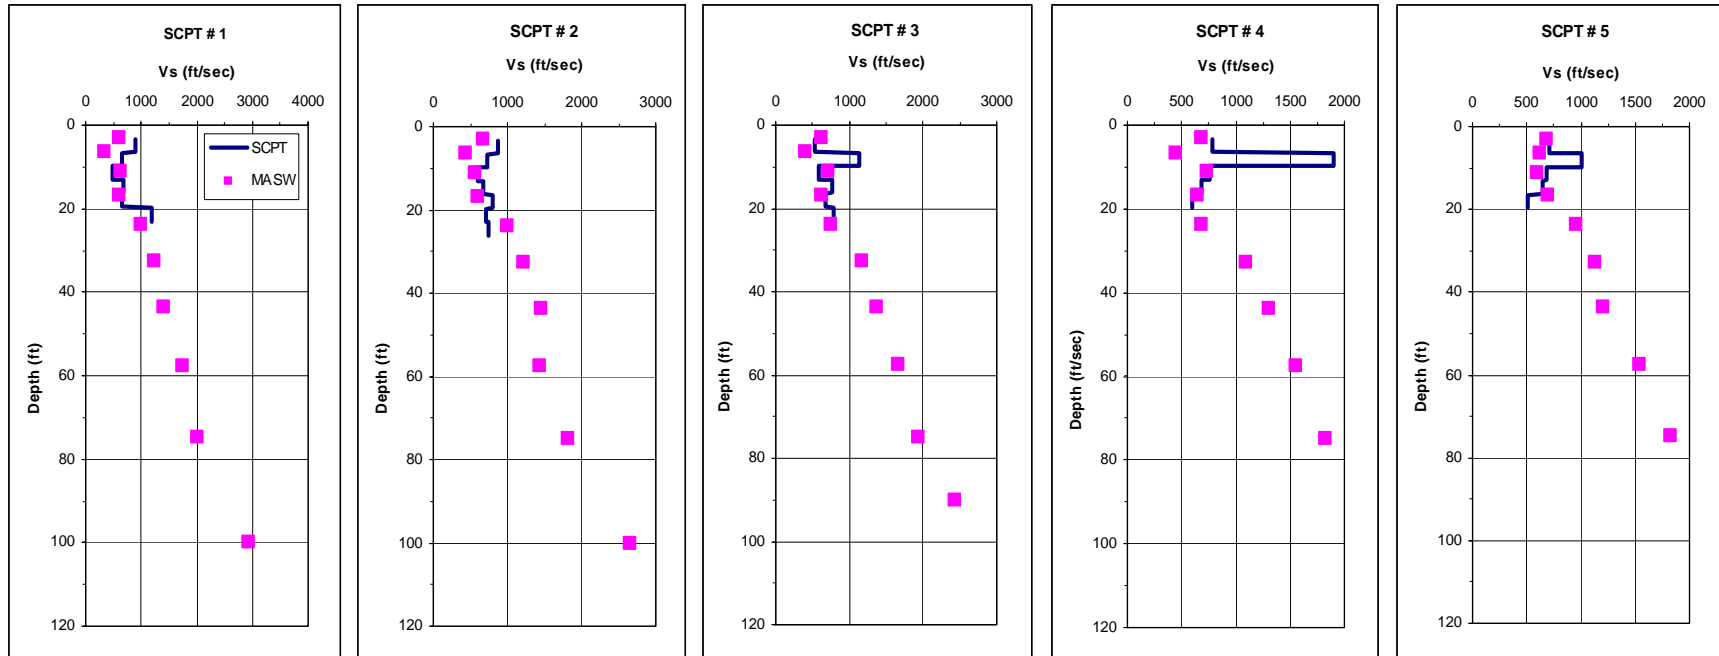 SCPT # 1
Vs (ft/sec)
0 1000 2000 3000 4000
0
20
40
60
80
100
120
Depth (ft)
SCPT
MASW
SCPT # 2
Vs (ft/sec)
0 1000 2000 3000
0
20
40
60
80
100
120
Depth (ft)
SCPT # 3
Vs (ft/sec)
0 1000 2000 3000
0
20
40
60
80
100
120
Depth (ft)
SCPT # 4
Vs (ft/sec)
0 500 1000 1500 2000
0
20
40
60
80
100
120
Depth (ft/sec)
SCPT # 5
Vs (ft/sec)
0 500 1000 1500 2000
0
20
40
60
80
100
120
Depth (ft)